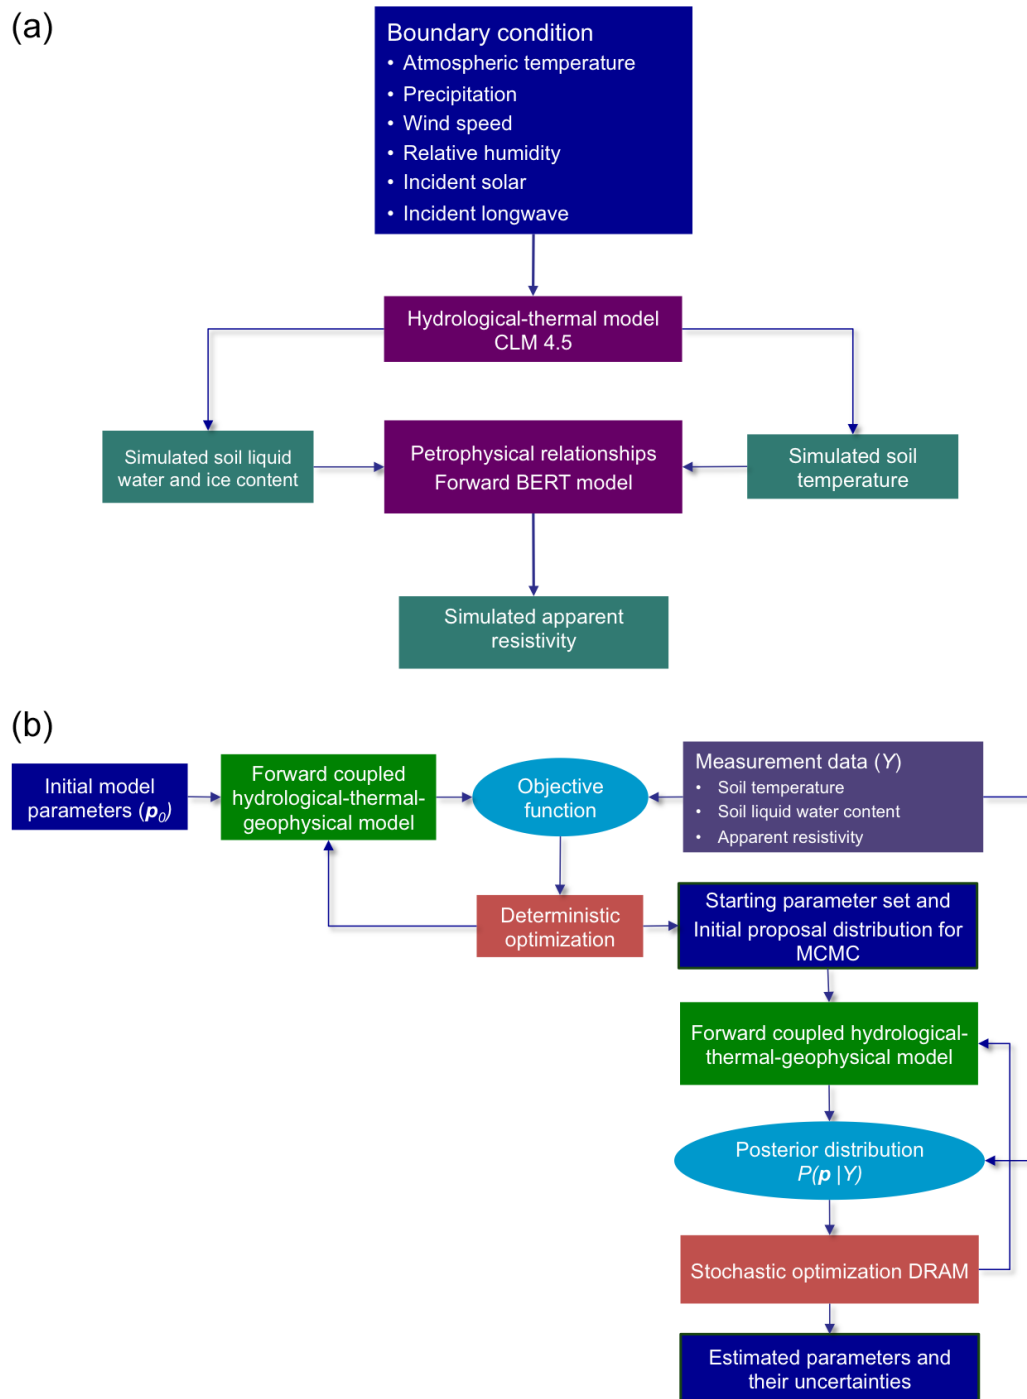 (a)
Boundary condition
• Atmospheric temperature
• Precipitation
• Wind speed
• Relative humidity
• Incident solar
• Incident longwave
Hydrological-thermal model
CLM 4.5
Simulated soil liquid
water and ice content
Petrophysical relationships
Forward BERT model
Simulated soil
temperature
Simulated apparent
resistivity
(b)
Initial model
parameters (p0)
Forward coupled
hydrological-thermal-
geophysical model
Objective
function
Measurement data (Y)
• Soil temperature
• Soil liquid water content
• Apparent resistivity
Deterministic
optimization
Starting parameter set and
Initial proposal distribution for
MCMC
Forward coupled hydrological-
thermal-geophysical model
Posterior distribution
P(p |Y)
Stochastic optimization DRAM
Estimated parameters and
their uncertainties